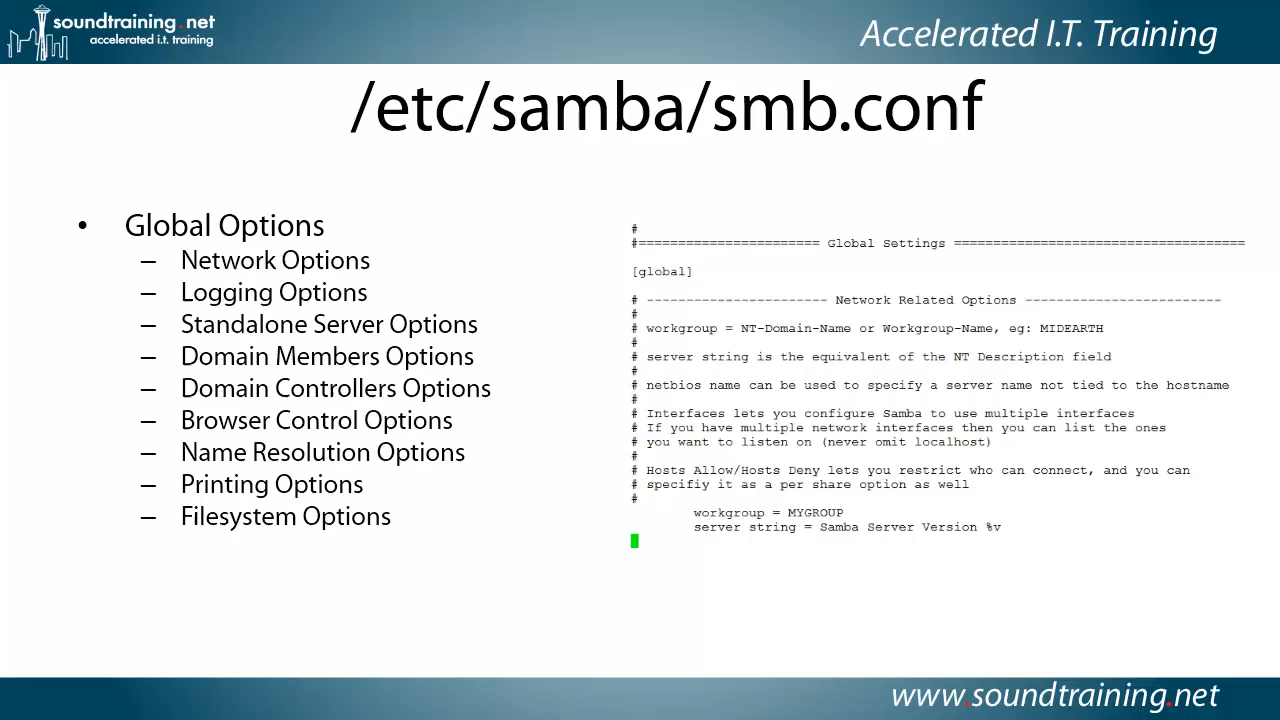 soundtraining.net
accelerated i.t. training
Accelerated I.T. Training
/etc/samba/smb.conf
• Global Options
– Network Options
– Logging Options
– Standalone Server Options
– Domain Members Options
– Domain Controllers Options
– Browser Control Options
– Name Resolution Options
– Printing Options
– Filesystem Options
#
#======================= Global Settings =====================================
[global]
# ----------------------- Network Related Options -------------------------
#
# workgroup = NT-Domain-Name or Workgroup-Name, eg: MIDEARTH
#
# server string is the equivalent of the NT Description field
#
# netbios name can be used to specify a server name not tied to the hostname
#
# Interfaces lets you configure Samba to use multiple interfaces
# If you have multiple network interfaces then you can list the ones
# you want to listen on (never omit localhost)
#
# Hosts Allow/Hosts Deny lets you restrict who can connect, and you can
# specifiy it as a per share option as well
#
workgroup = MYGROUP
server string = Samba Server Version %v
www.soundtraining.net